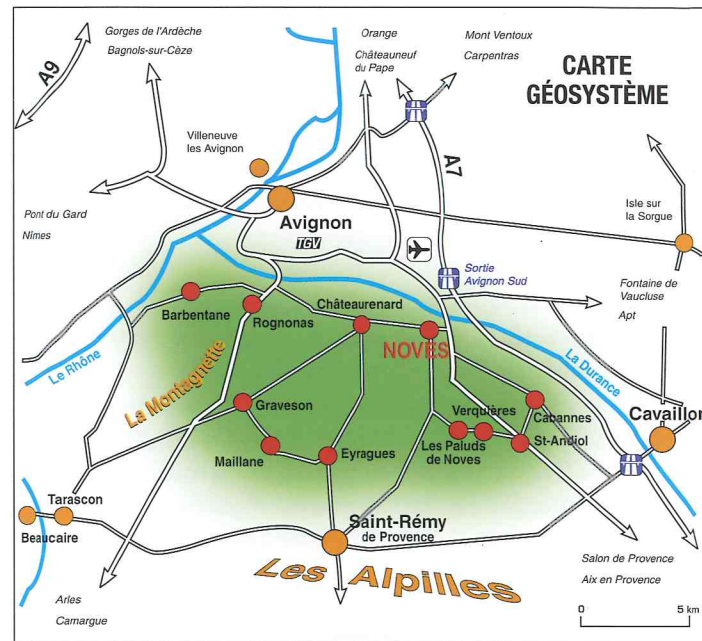 Gorges de l'Ardèche
Bagnols-sur-Cèze
Orange
Châteauneuf
du Pape
Mont Ventoux
Carpentras
CARTE
GÉOSYSTÈME
A9
A7
Villeneuve
les Avignon
Pont du Gard
Nîmes
Avignon
TGV
Isle sur
la Sorgue
Sortie
Avignon Sud
Fontaine de
Vaucluse
Apt
Barbentane
Rognonas
Châteaurenard
NOVES
Le Rhône
La Montagnette
La Durance
Graveson
Maillane
Eyragues
Verquières
Les Paluds
de Noves
Cabannes
St-Andiol
Cavaillon
Tarascon
Beaucaire
Saint-Rémy
de Provence
Les Alpilles
Arles
Camargue
Salon de Provence
Aix en Provence
0
5 km